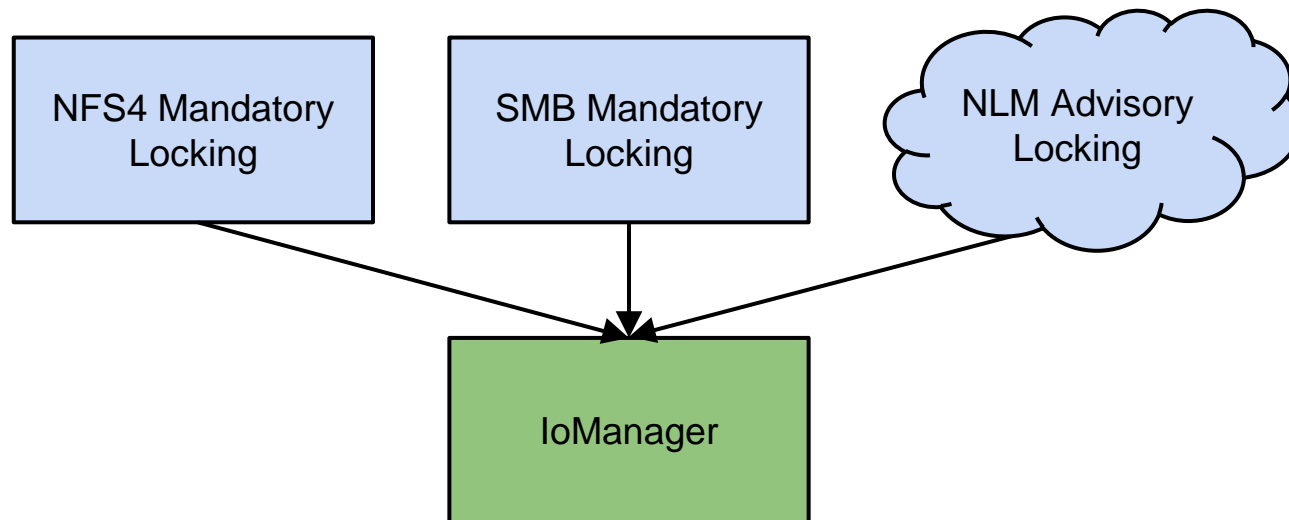 NFS4 Mandatory
Locking
SMB Mandatory
Locking
NLM Advisory
Locking
IoManager